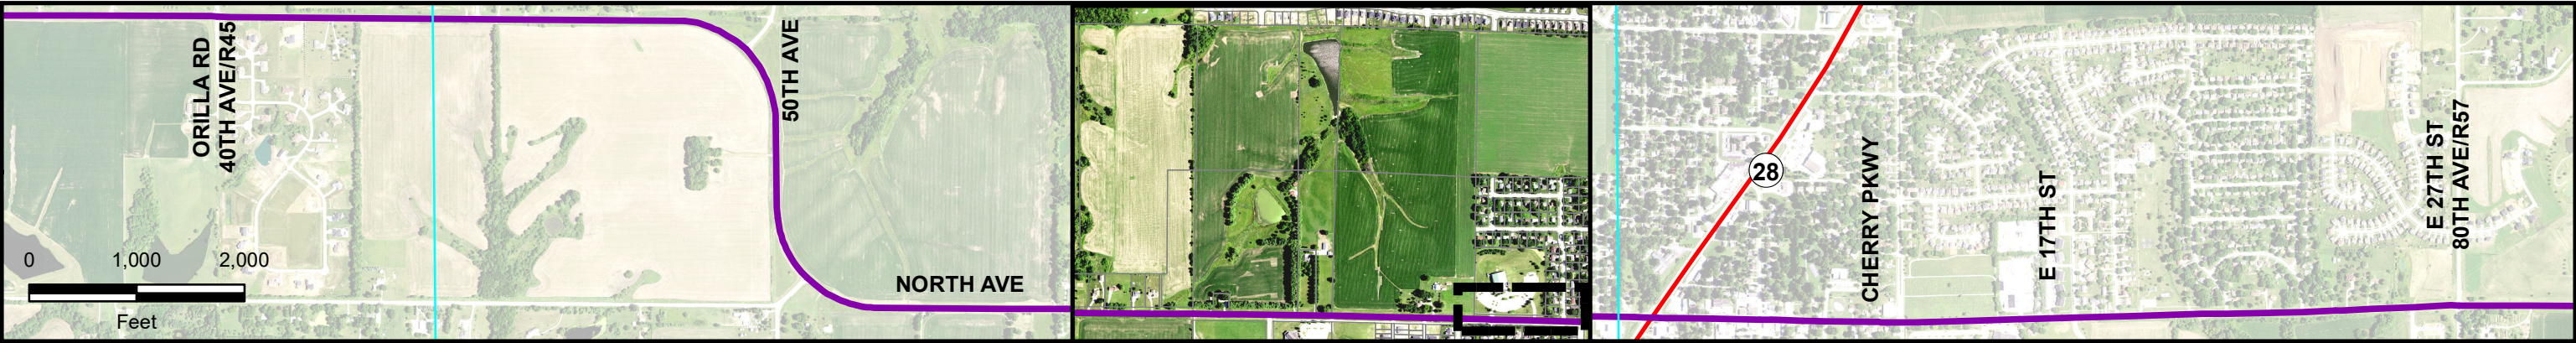 ORILLA RD
40TH AVE/R45
50TH AVE
NORTH AVE
28
CHERRY PKWY
E 17TH ST
E 27TH ST
80TH AVE/R57
0 1,000 2,000
Feet